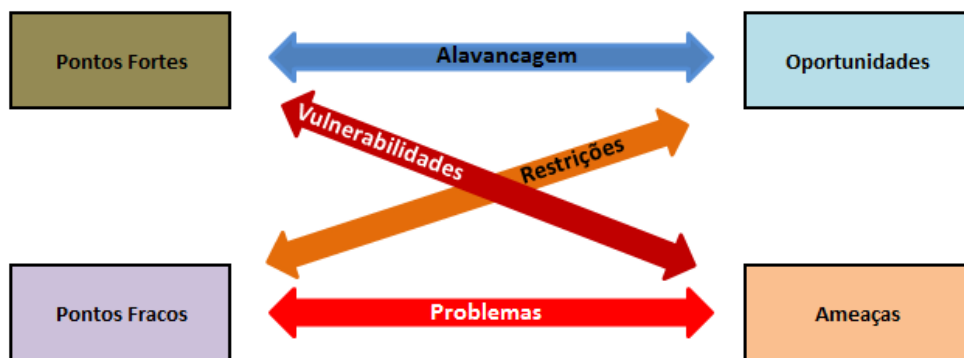 Pontos Fortes
Alavancagem
Oportunidades
Vulnerabilidades
Restrições
Pontos Fracos
Problemas
Ameaças